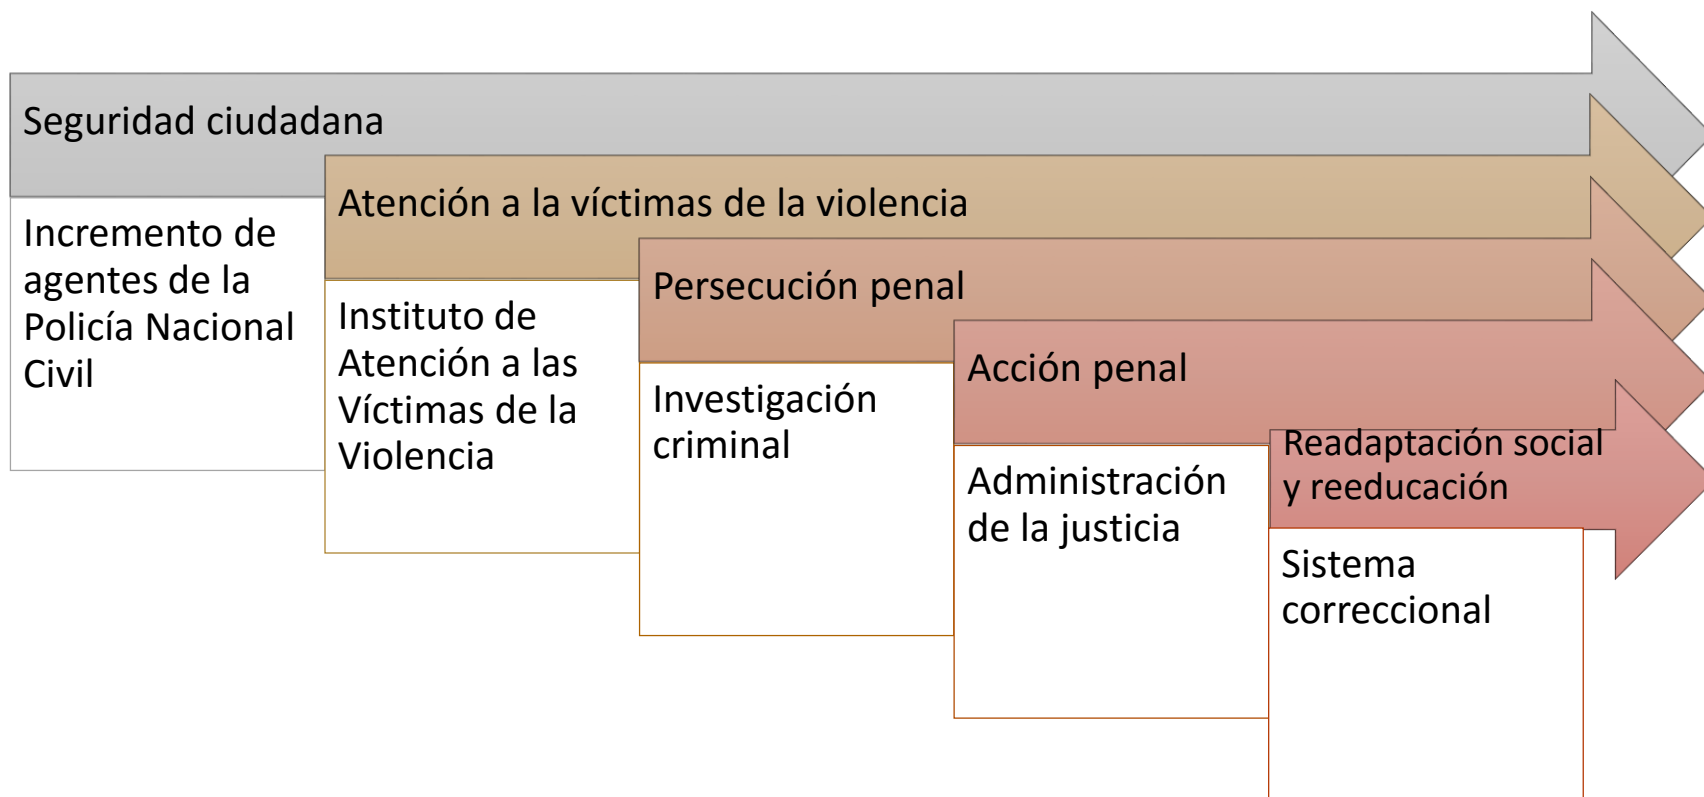 Seguridad ciudadana
Incremento de
agentes de la
Policía Nacional
Civil
Atención a la víctimas de la violencia
Instituto de
Atención a las
Víctimas de la
Violencia
Persecución penal
Investigación
criminal
Acción penal
Administración
de la justicia
Readaptación social
y reeducación
Sistema
correccional